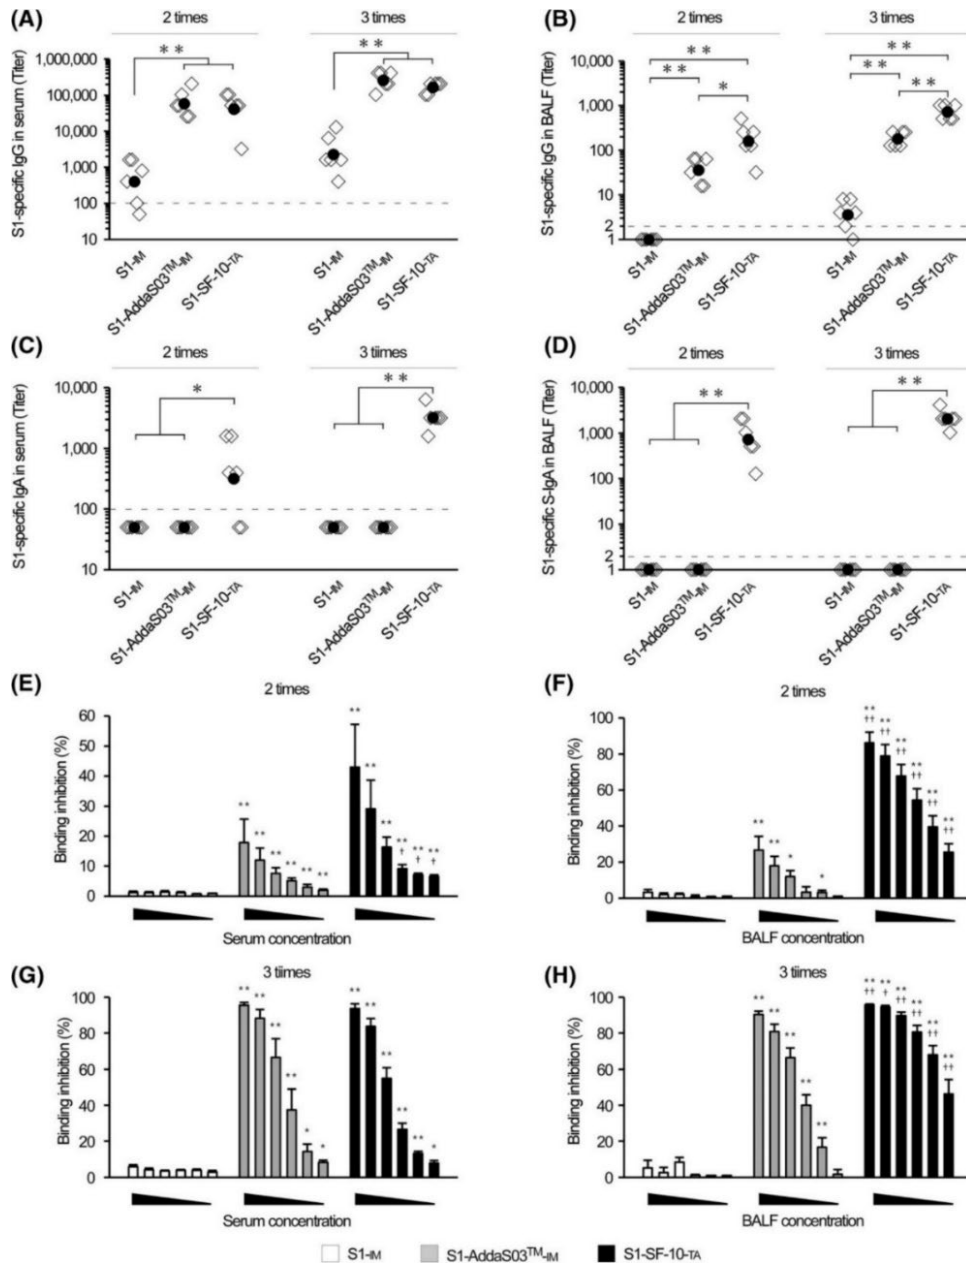 (A)
2 times
3 times
S1-specific IgG in serum (Titer)
1,000,000
100,000
10,000
1,000
100
10
**
**
S1-IM
S1-AddaS03™-IM
S1-SF-10-TA
S1-IM
S1-AddaS03™-IM
S1-SF-10-TA
(B)
2 times
3 times
S1-specific IgG in BALF (Titer)
10,000
1,000
100
10
2
1
**
**
*
**
**
**
S1-IM
S1-AddaS03™-IM
S1-SF-10-TA
S1-IM
S1-AddaS03™-IM
S1-SF-10-TA
(C)
2 times
3 tiimes
S1-specific IgA in serum (Titer)
10,000
1,000
100
10
*
**
S1-IM
S1-AddaS03™-IM
S1-SF-10-TA
S1-IM
S1-AddaS03™-IM
S1-SF-10-TA
(D)
2 times
3 times
S1-specific S-IgA in BALF (Titer)
10,000
1,000
100
10
2
1
**
**
S1-IM
S1-AddaS03™-IM
S1-SF-10-TA
S1-IM
S1-AddaS03™-IM
S1-SF-10-TA
(E)
2 times
Binding inhibition (%)
60
50
40
30
20
10
0
** ** ** ** ** **
** ** ** ** ** **
† † †
Serum concentration
(F)
2 times
Binding inhibition (%)
100
80
60
40
20
0
** ** * *
** ** ** ** ** **
†† †† †† †† †† ††
BALF concentration
(G)
3 tiimes
Binding inhibition (%)
100
80
60
40
20
0
** ** ** ** * *
** ** ** ** ** *
Serum concentration
(H)
3 tiimes
Binding inhibition (%)
100
80
60
40
20
0
** ** ** ** **
** ** ** ** ** **
†† † †† †† †† ††
BALF concentration
S1-IM
S1-AddaS03™-IM
S1-SF-10-TA